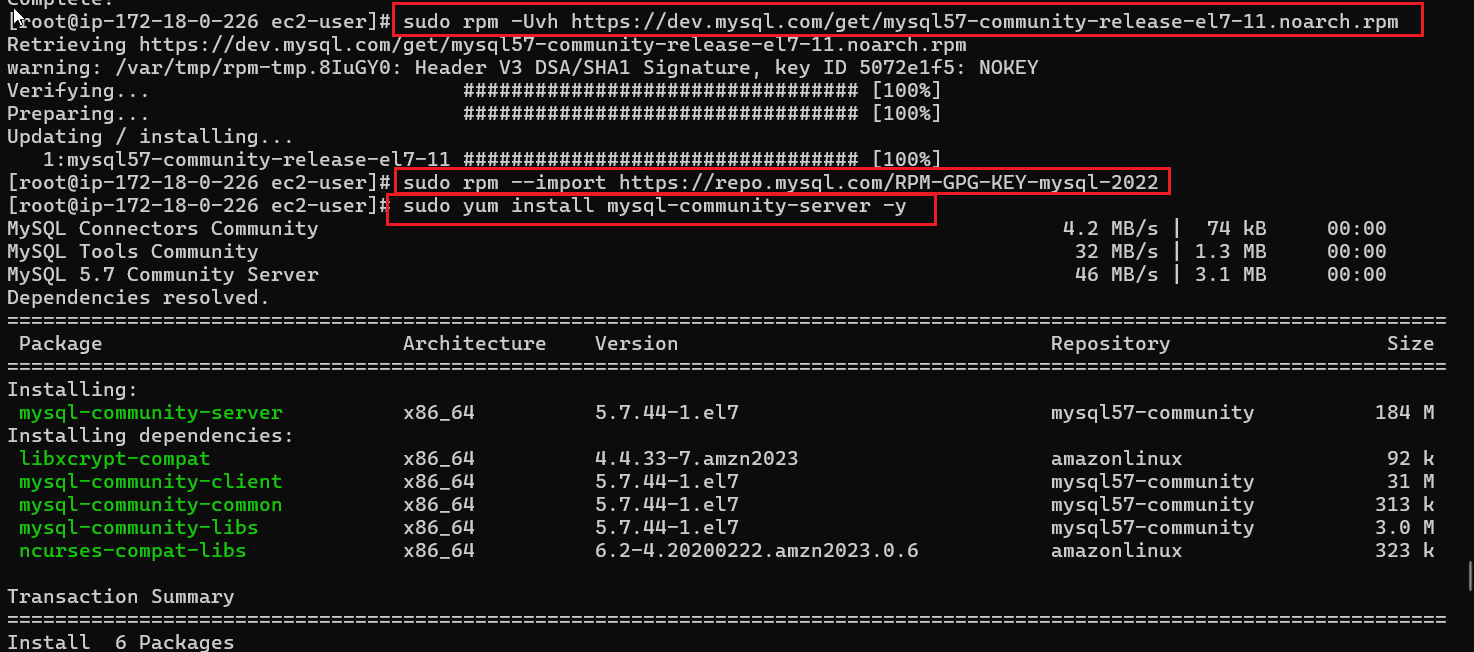 Complete!
[root@ip-172-18-0-226 ec2-user]# sudo rpm -Uvh https://dev.mysql.com/get/mysql57-community-release-el7-11.noarch.rpm
Retrieving https://dev.mysql.com/get/mysql57-community-release-el7-11.noarch.rpm
warning: /var/tmp/rpm-tmp.8IuGY0: Header V3 DSA/SHA1 Signature, key ID 5072e1f5: NOKEY
Verifying... ################################# [100%]
Preparing... ################################# [100%]
Updating / installing...
1:mysql57-community-release-el7-11 ################################# [100%]
[root@ip-172-18-0-226 ec2-user]# sudo rpm --import https://repo.mysql.com/RPM-GPG-KEY-mysql-2022
[root@ip-172-18-0-226 ec2-user]# sudo yum install mysql-community-server -y
MySQL Connectors Community 4.2 MB/s | 74 kB 00:00
MySQL Tools Community 32 MB/s | 1.3 MB 00:00
MySQL 5.7 Community Server 46 MB/s | 3.1 MB 00:00
Dependencies resolved.
========================================================================================================================
Package Architecture Version Repository Size
========================================================================================================================
Installing:
mysql-community-server x86_64 5.7.44-1.el7 mysql57-community 184 M
Installing dependencies:
libxcrypt-compat x86_64 4.4.33-7.amzn2023 amazonlinux 92 k
mysql-community-client x86_64 5.7.44-1.el7 mysql57-community 31 M
mysql-community-common x86_64 5.7.44-1.el7 mysql57-community 313 k
mysql-community-libs x86_64 5.7.44-1.el7 mysql57-community 3.0 M
ncurses-compat-libs x86_64 6.2-4.20200222.amzn2023.0.6 amazonlinux 323 k
Transaction Summary
========================================================================================================================
Install 6 Packages